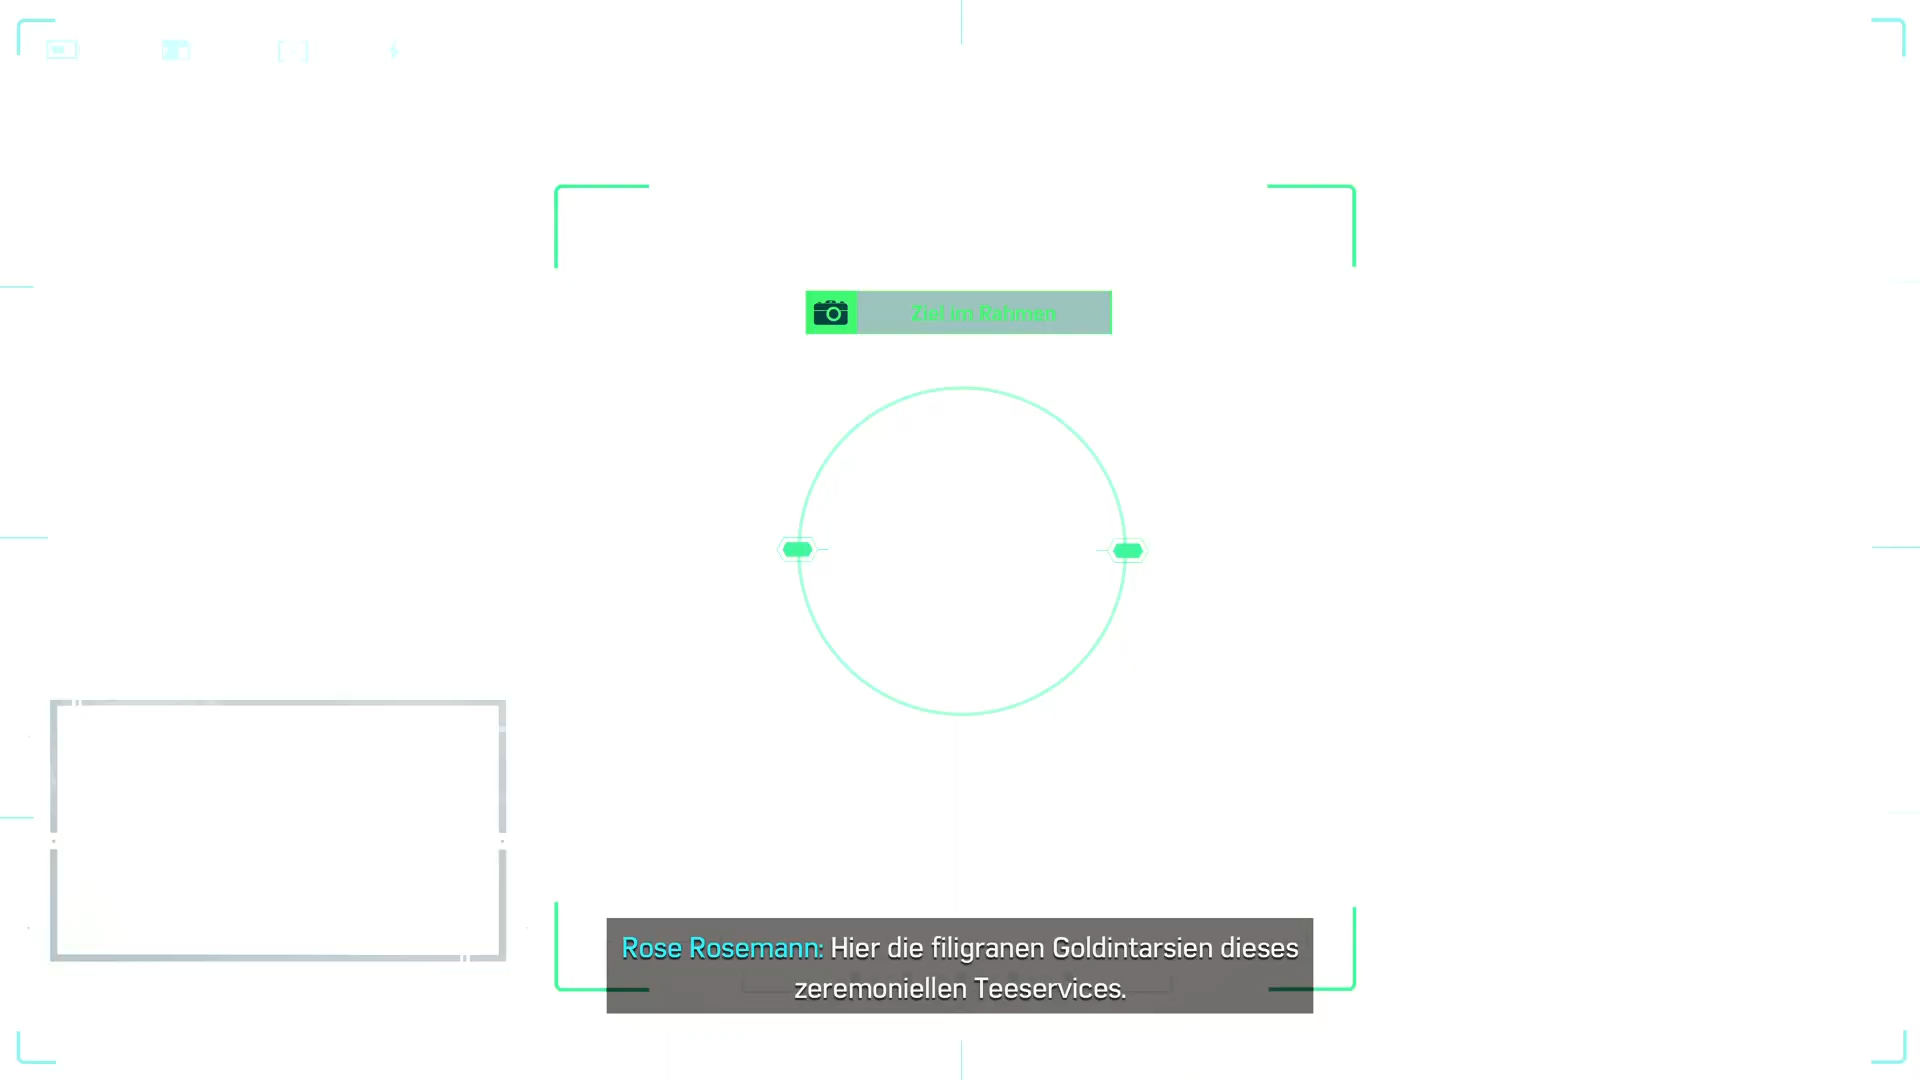 Ziel im Rahmen
Rose Rosemann: Hier die filigranen Goldintarsien dieses
zeremoniellen Teeservices.